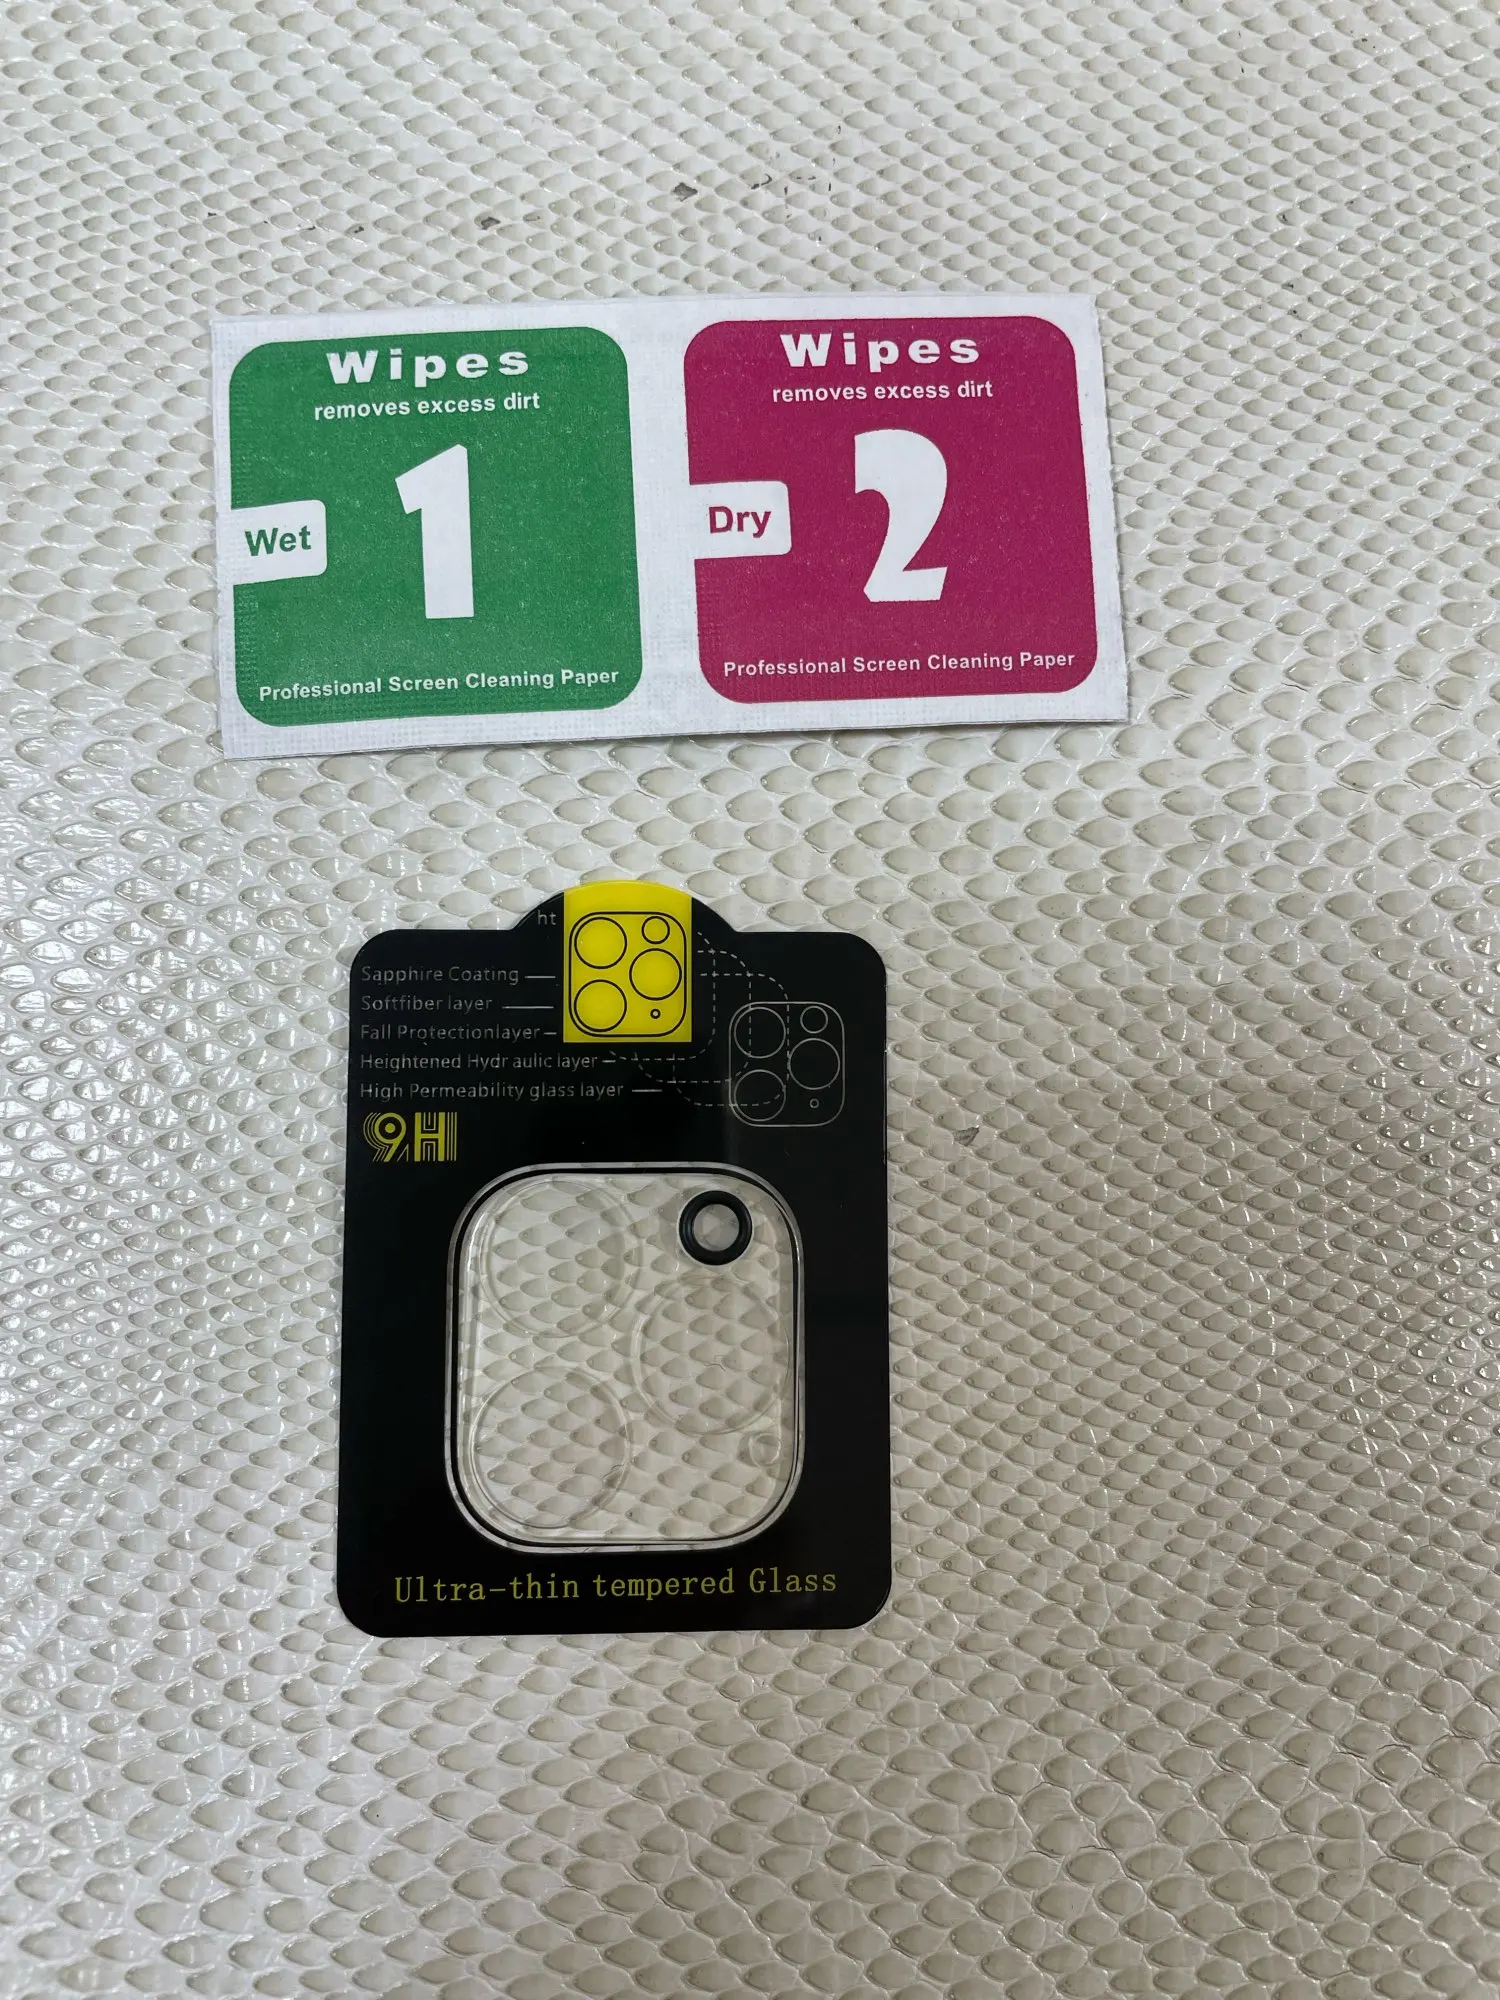 Wipes
removes excess dirt
1
Wet
Professional Screen Cleaning Paper
Wipes
removes excess dirt
2
Dry
Professional Screen Cleaning Paper
ht
Sapphire Coating
Softfiber layer
Fall Protectionlayer
Heightened Hydr aulic layer
High Permeability glass layer
9H
Ultra-thin tempered Glass